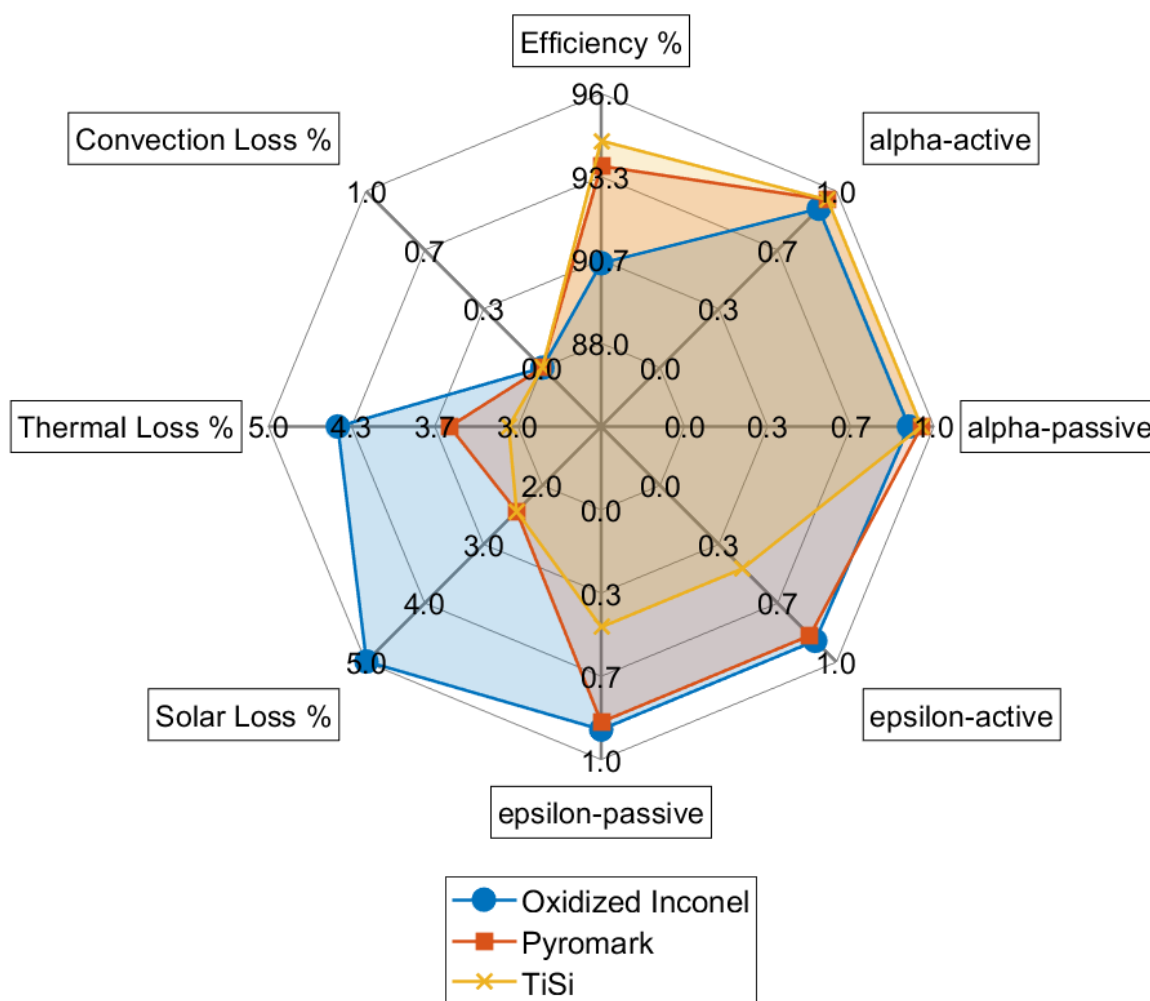 Efficiency %
96.0
Convection Loss %
alpha-active
1.0
1.0
93.3
0.7
0.7
90.7
0.3
0.3
88.0
0.0
0.0
Thermal Loss %
5.0
4.3
3.7
3.0
0.0
0.3
0.7
1.0
alpha-passive
2.0
0.0
0.0
3.0
0.3
0.3
4.0
0.7
0.7
5.0
1.0
Solar Loss %
epsilon-active
1.0
epsilon-passive
Oxidized Inconel
Pyromark
TiSi